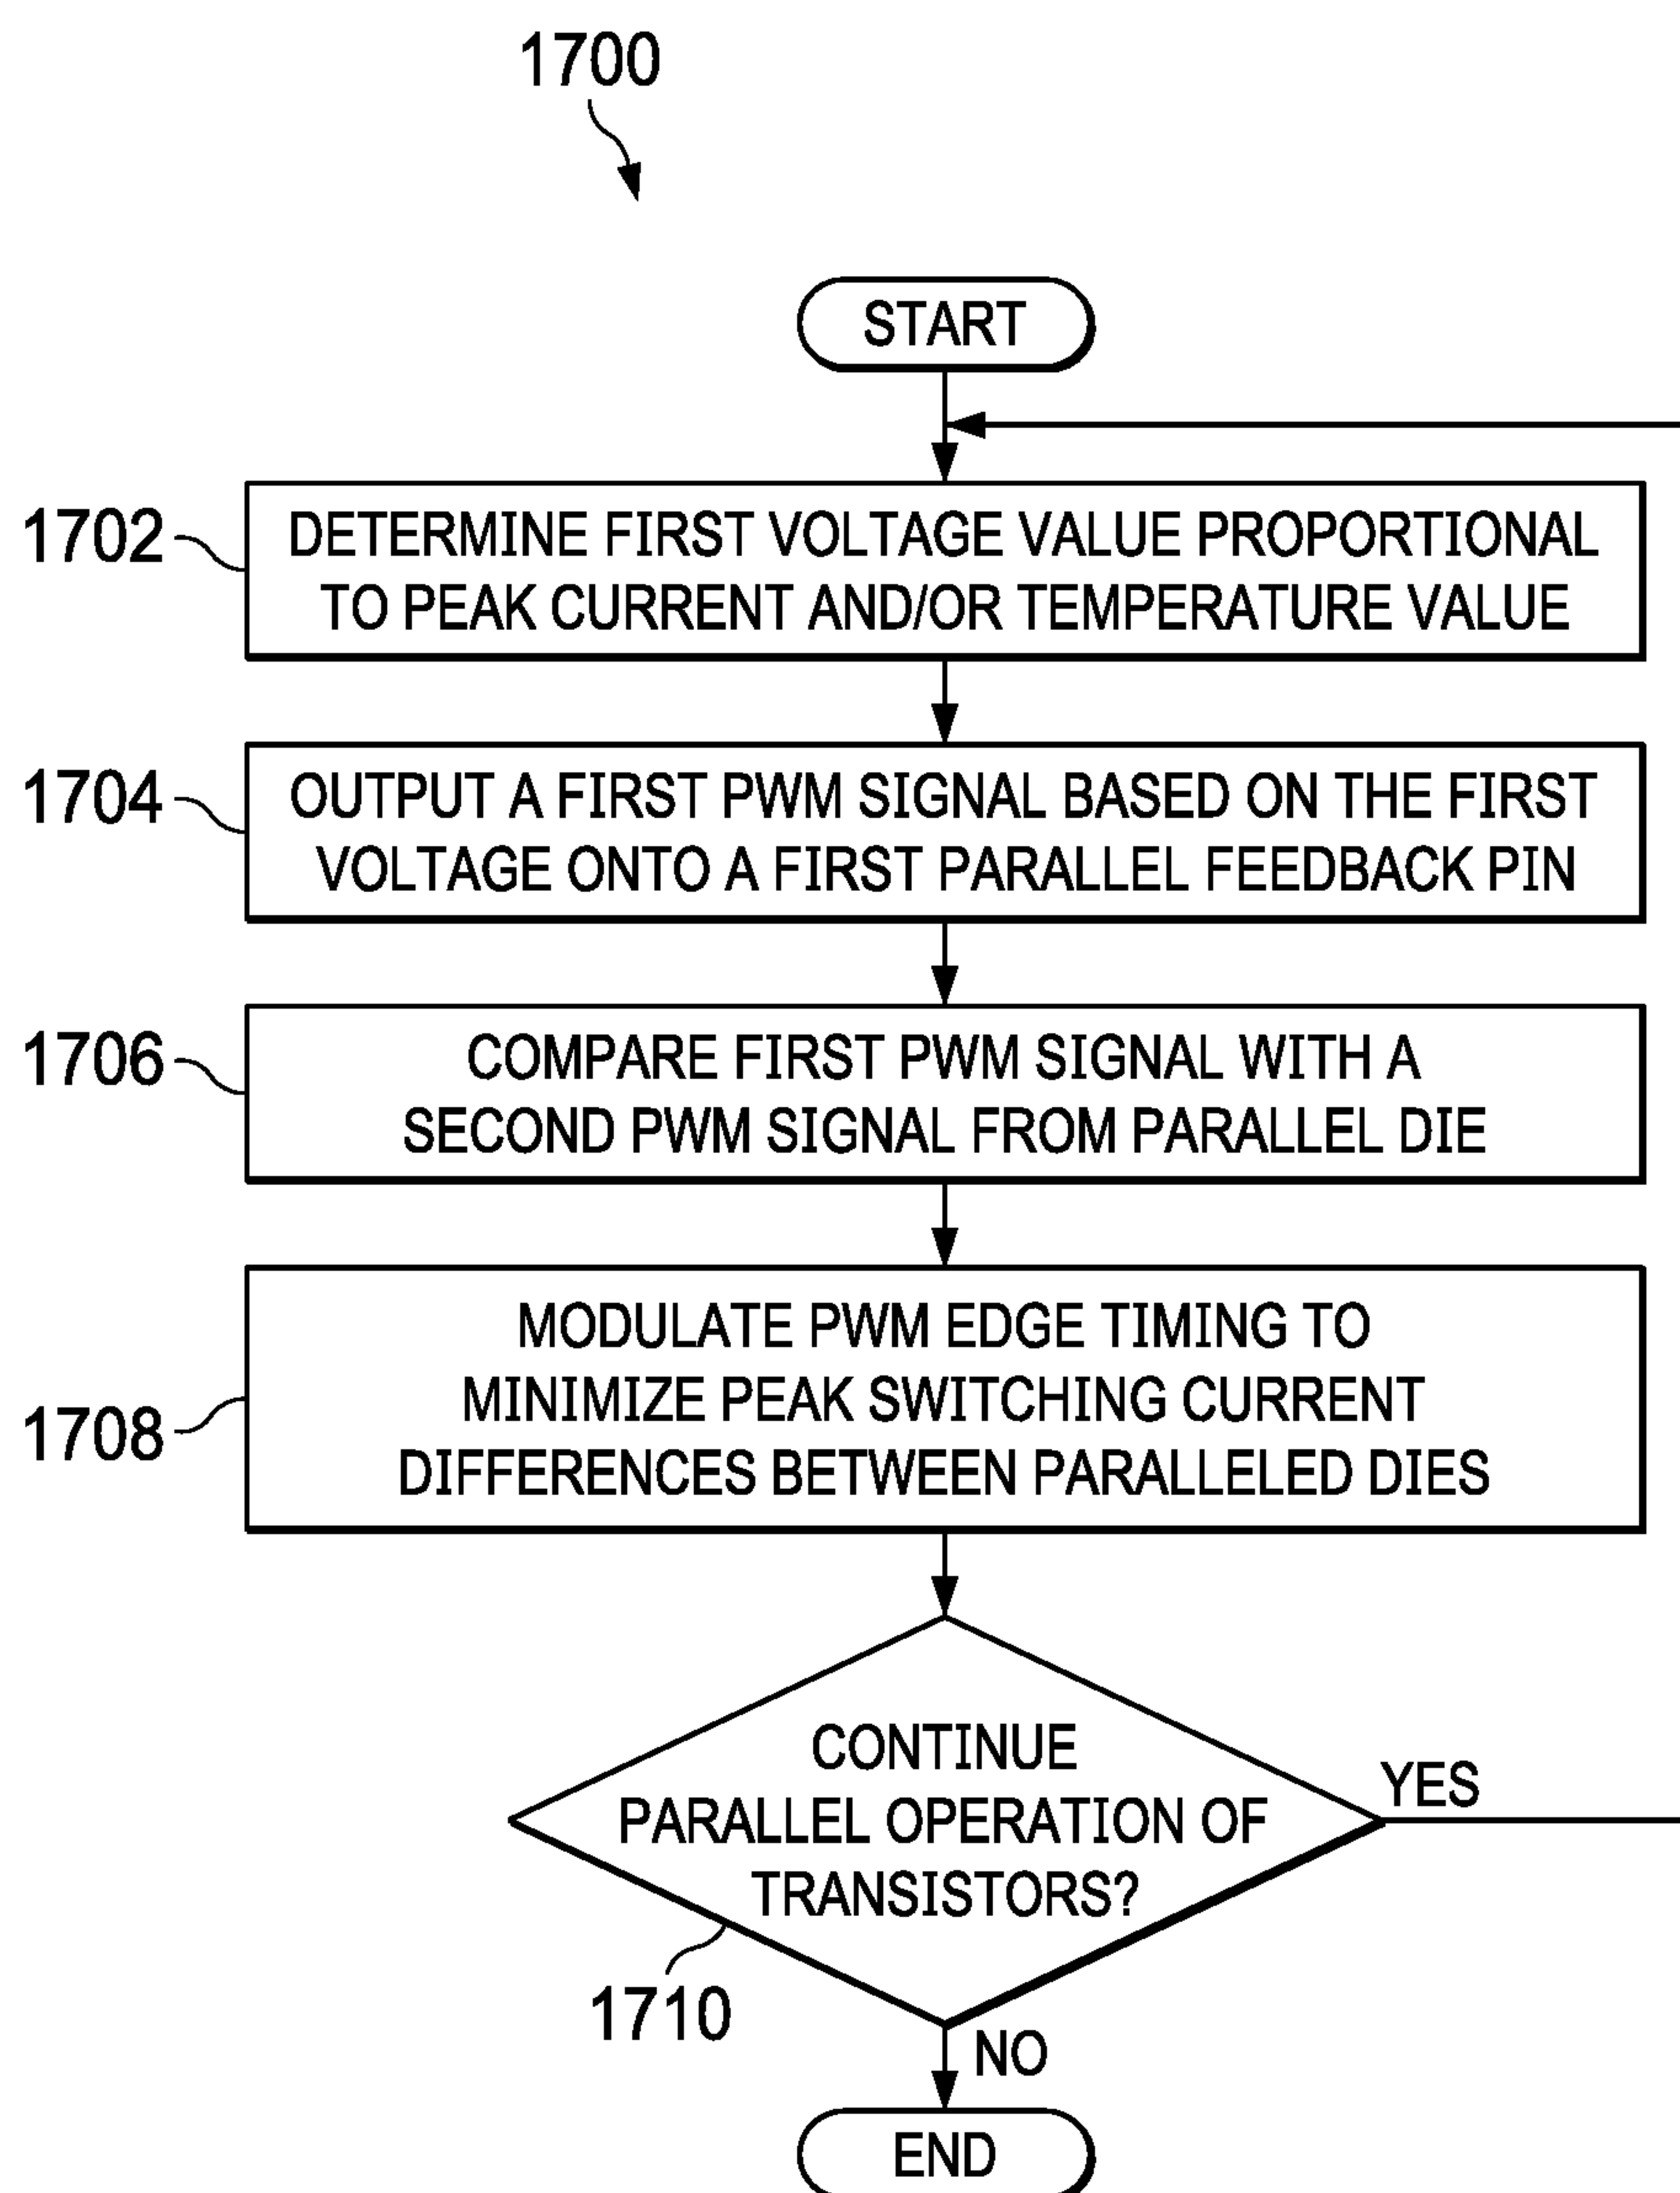 1700
START
1702
DETERMINE FIRST VOLTAGE VALUE PROPORTIONAL
TO PEAK CURRENT AND/OR TEMPERATURE VALUE
1704
OUTPUT A FIRST PWM SIGNAL BASED ON THE FIRST
VOLTAGE ONTO A FIRST PARALLEL FEEDBACK PIN
1706
COMPARE FIRST PWM SIGNAL WITH A
SECOND PWM SIGNAL FROM PARALLEL DIE
1708
MODULATE PWM EDGE TIMING TO
MINIMIZE PEAK SWITCHING CURRENT
DIFFERENCES BETWEEN PARALLELED DIES
CONTINUE
PARALLEL OPERATION OF
TRANSISTORS?
YES
1710
NO
END